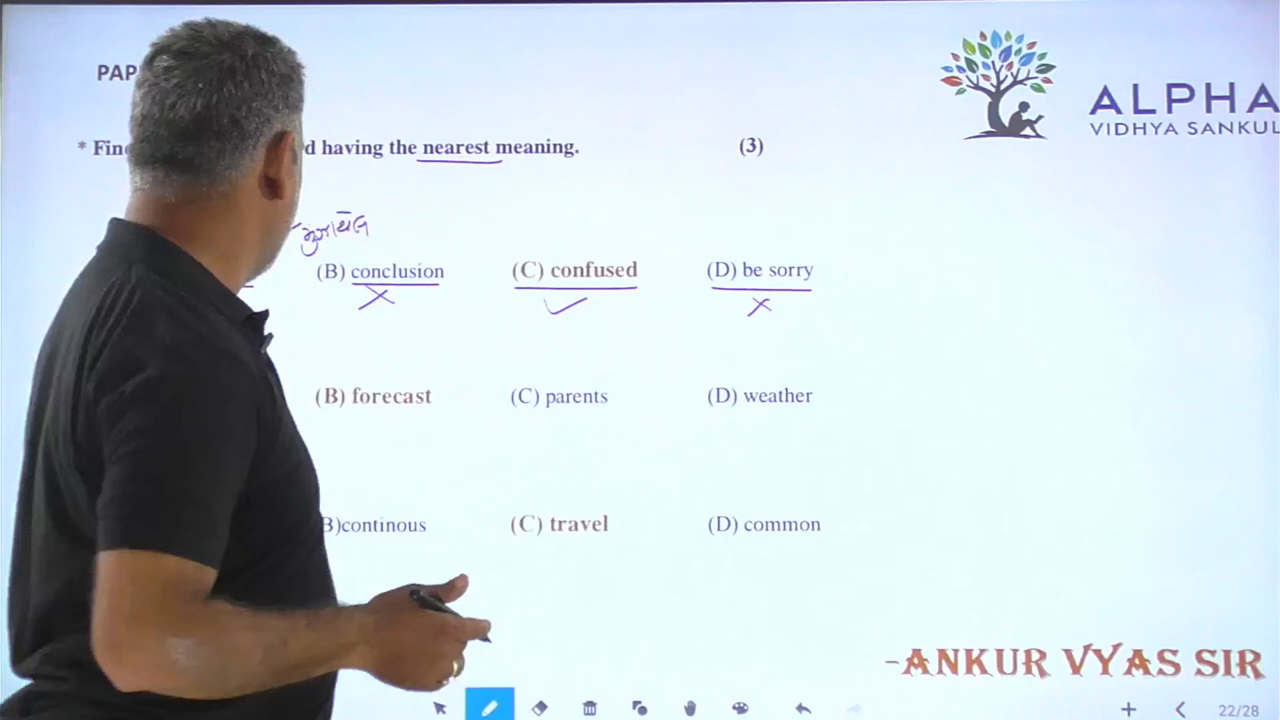 ALPHA
VIDHYA SANKUL
PAP
* Fin d having the nearest meaning. (3)
મુંઝાયેલ
(B) conclusion (C) confused (D) be sorry
(B) forecast (C) parents (D) weather
B)continous (C) travel (D) common
-ANKUR VYAS SIR
22/28